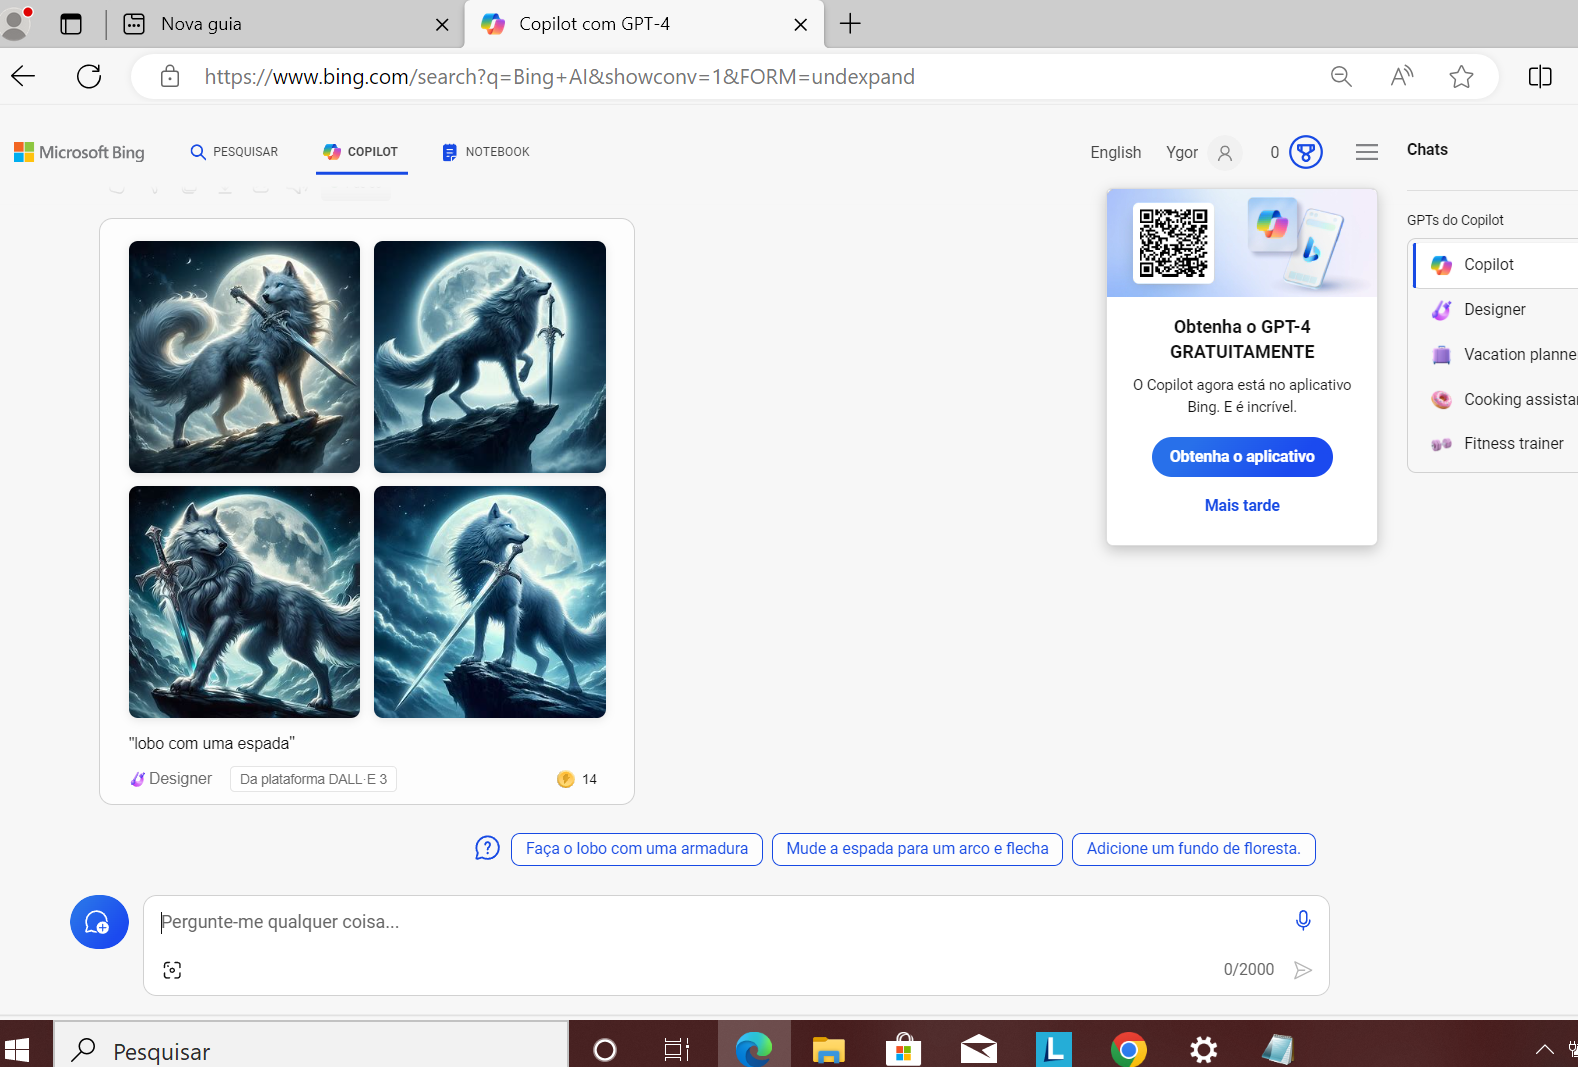 Nova guia
Copilot com GPT-4
https://www.bing.com/search?q=Bing+AI&showconv=1&FORM=undexpand
Microsoft Bing
PESQUISAR
COPILOT
NOTEBOOK
English
Ygor
0
Chats
GPTs do Copilot
Copilot
Designer
Vacation planne
Cooking assista
Fitness trainer
Obtenha o GPT-4
GRATUITAMENTE
O Copilot agora está no aplicativo
Bing. E é incrível.
Obtenha o aplicativo
Mais tarde
"lobo com uma espada"
Designer
Da plataforma DALL·E 3
14
Faça o lobo com uma armadura
Mude a espada para um arco e flecha
Adicione um fundo de floresta.
Pergunte-me qualquer coisa...
0/2000
Pesquisar
L